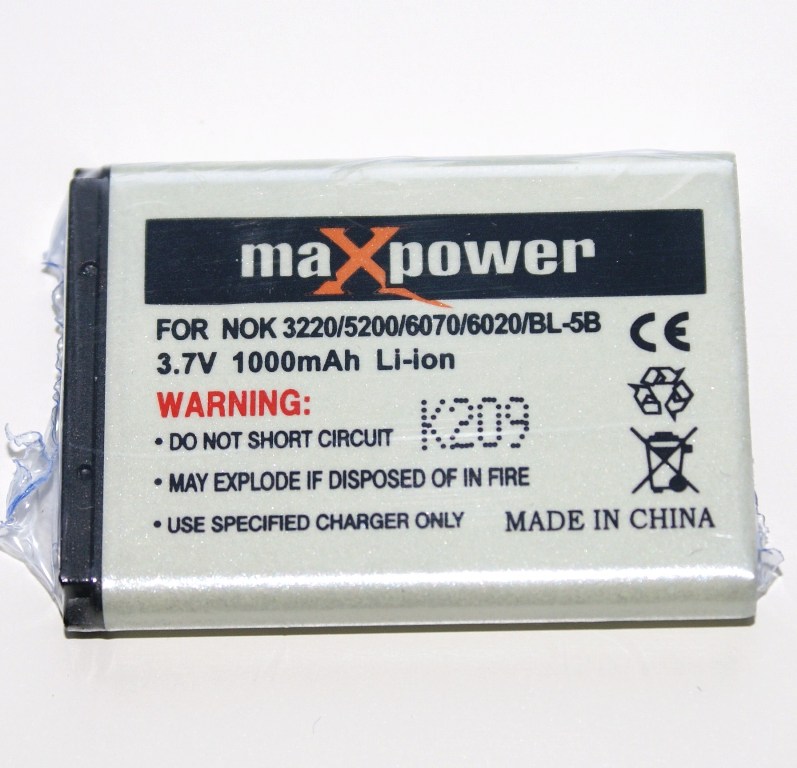 maXpower
FOR NOK 3220/5200/6070/6020/BL-5B
3.7V 1000mAh Li-ion
CE
WARNING:
K209
• DO NOT SHORT CIRCUIT
• MAY EXPLODE IF DISPOSED OF IN FIRE
• USE SPECIFIED CHARGER ONLY
MADE IN CHINA